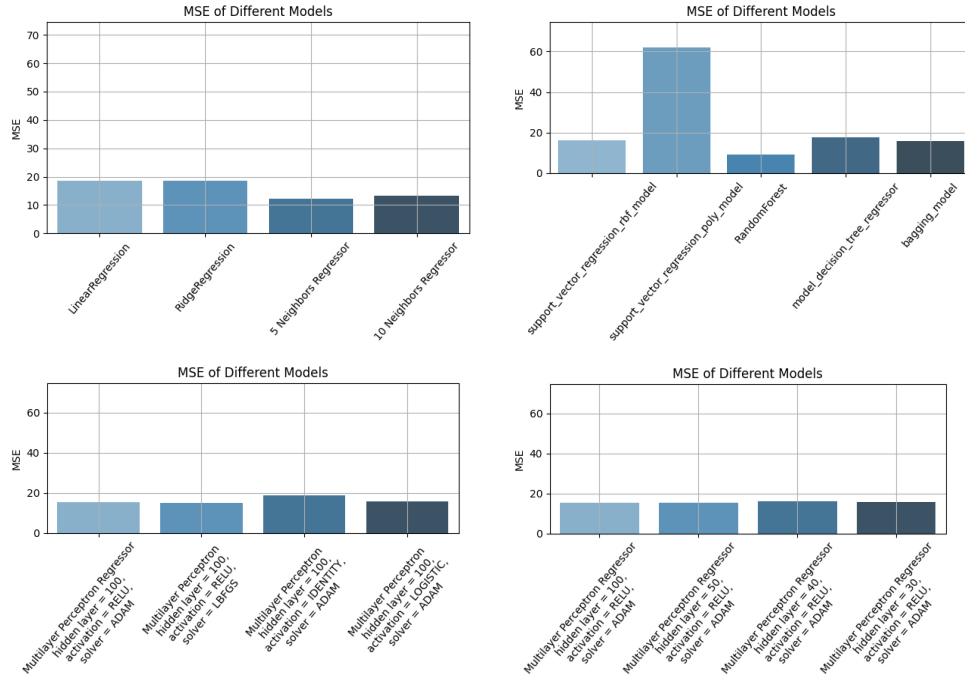 MSE of Different Models
MSE
70
60
50
40
30
20
10
0
LinearRegression
RidgeRegression
5 Neighbors Regressor
10 Neighbors Regressor
MSE of Different Models
MSE
60
40
20
0
support_vector_regression_rbf_model
support_vector_regression_poly_model
RandomForest
model_decision_tree_regressor
bagging_model
MSE of Different Models
MSE
60
40
20
0
Multilayer Perceptron Regressor
hidden layer = 100,
activation = RELU,
solver = ADAM
Multilayer Perceptron
hidden layer = 100,
activation = RELU,
solver = LBFGS
Multilayer Perceptron
hidden layer = 100,
activation = IDENTITY,
solver = ADAM
Multilayer Perceptron
hidden layer = 100,
activation = LOGISTIC,
solver = ADAM
MSE of Different Models
MSE
60
40
20
0
Multilayer Perceptron Regressor
hidden layer = 100,
activation = RELU,
solver = ADAM
Multilayer Perceptron Regressor
hidden layer = 50,
activation = RELU,
solver = ADAM
Multilayer Perceptron Regressor
hidden layer = 40,
activation = RELU,
solver = ADAM
Multilayer Perceptron Regressor
hidden layer = 30,
activation = RELU,
solver = ADAM